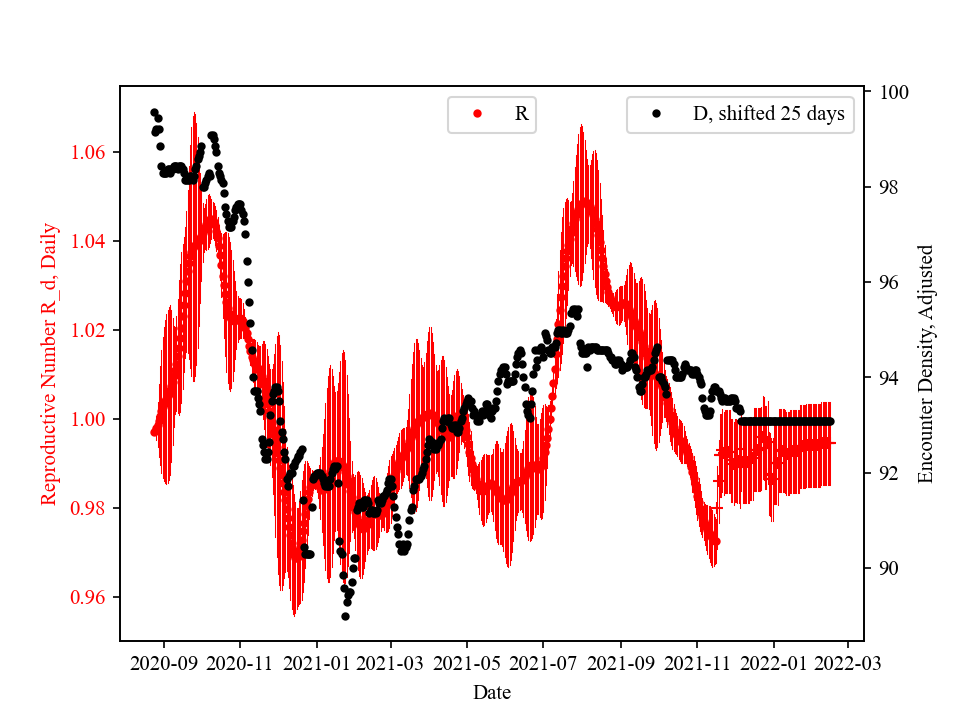 R
D, shifted 25 days
Reproductive Number R_d, Daily
1.06
1.04
1.02
1.00
0.98
0.96
100
98
96
94
92
90
Encounter Density, Adjusted
2020-09 2020-11 2021-01 2021-03 2021-05 2021-07 2021-09 2021-11 2022-01 2022-03
Date